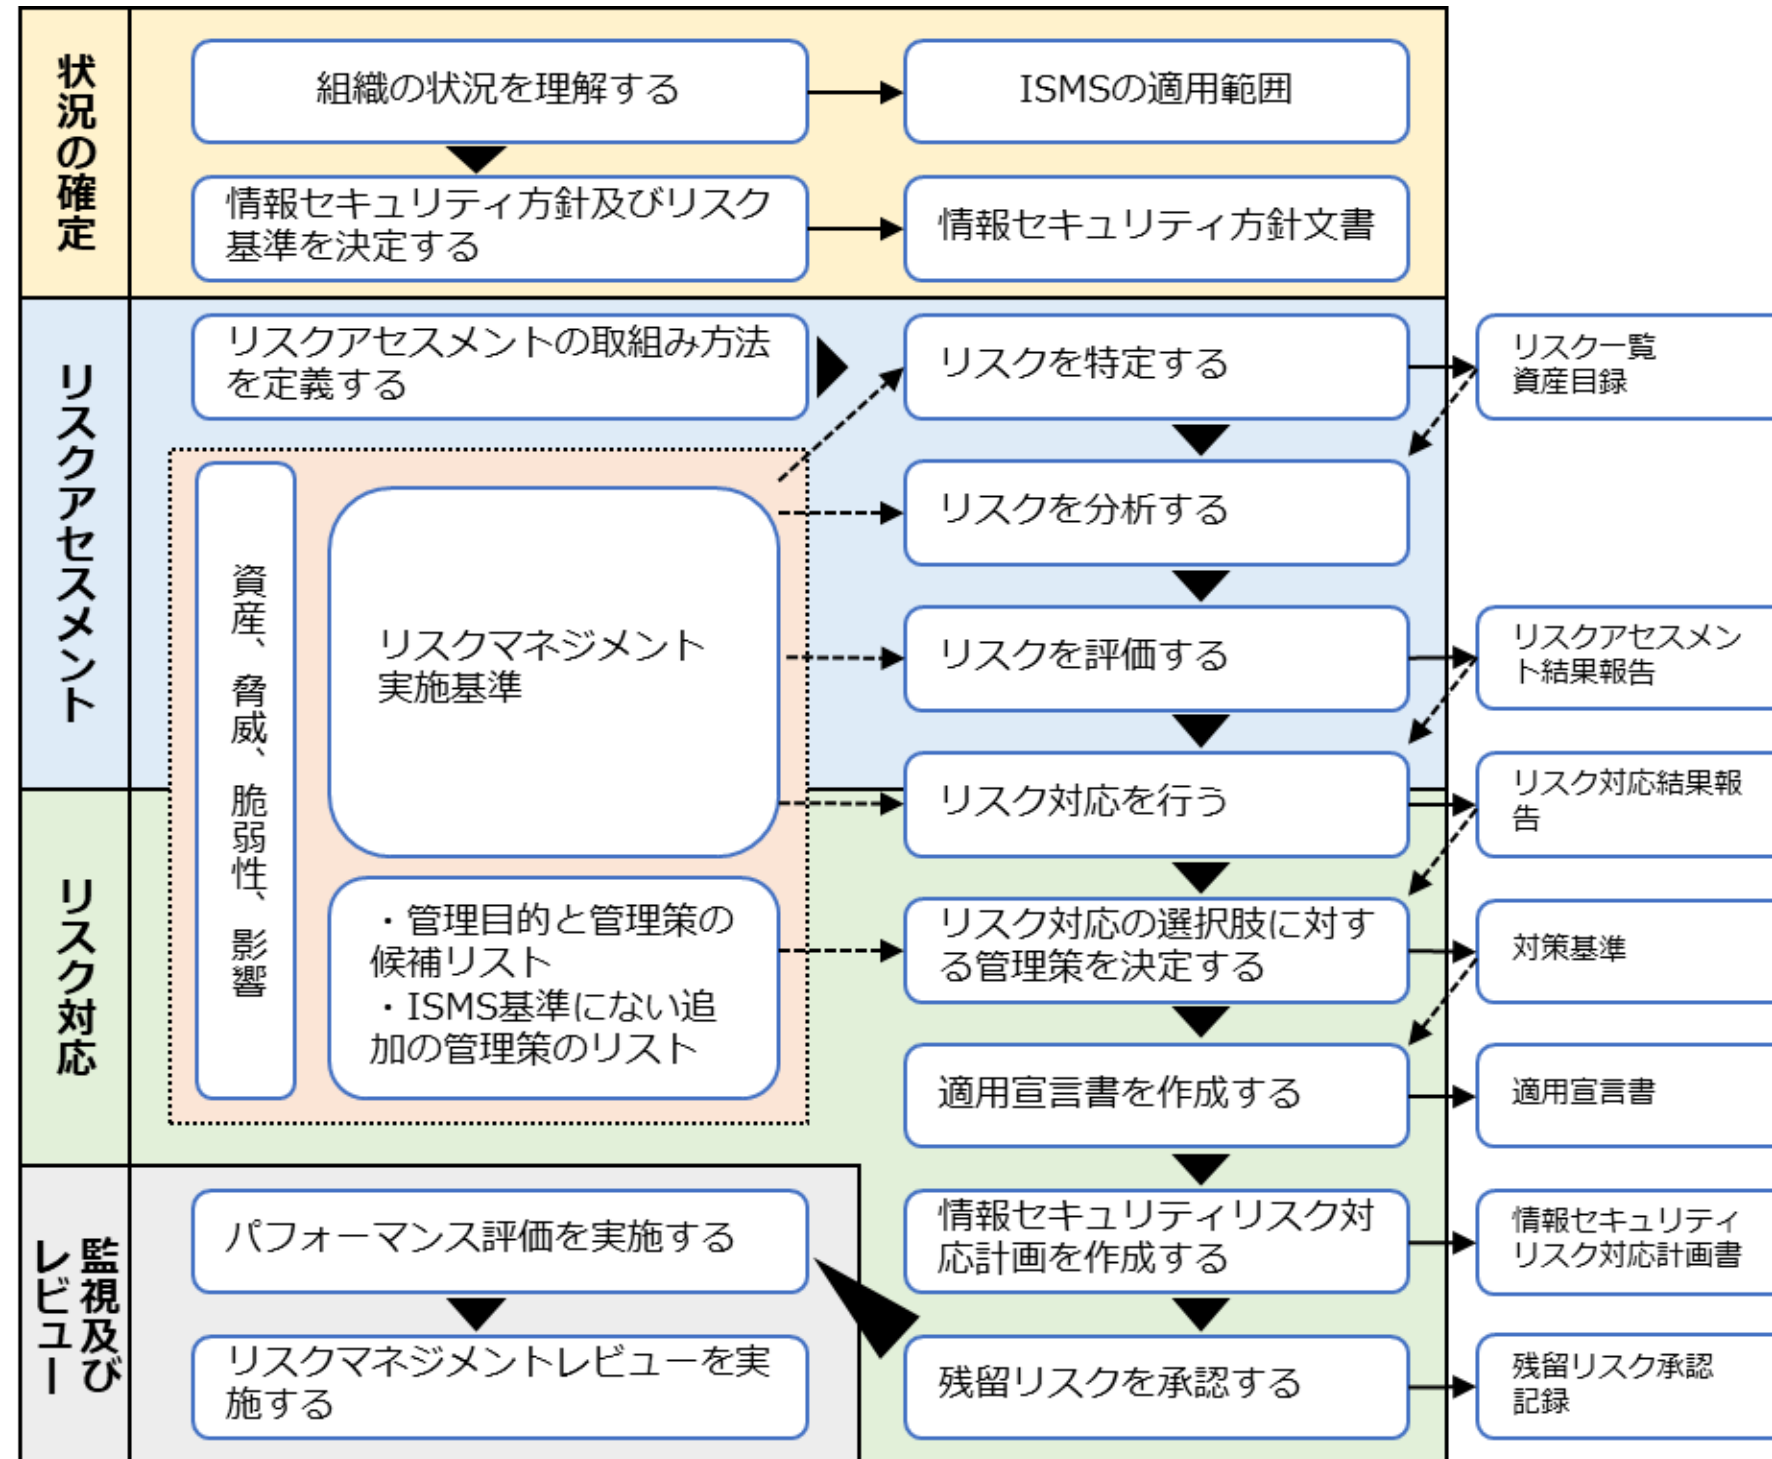 状況の確定
組織の状況を理解する
ISMSの適用範囲
情報セキュリティ方針及びリスク
基準を決定する
情報セキュリティ方針文書
リスクアセスメント
リスクアセスメントの取組み方法
を定義する
リスクを特定する
リスク一覧
資産目録
リスクを分析する
資産、脅威、脆弱性、影響
リスクマネジメント
実施基準
リスクを評価する
リスクアセスメン
ト結果報告
リスク対応を行う
リスク対応結果報
告
リスク対応
・管理目的と管理策の
候補リスト
・ISMS基準にない追
加の管理策のリスト
リスク対応の選択肢に対す
る管理策を決定する
対策基準
適用宣言書を作成する
適用宣言書
監視及び
レビュー
パフォーマンス評価を実施する
情報セキュリティリスク対
応計画を作成する
情報セキュリティ
リスク対応計画書
リスクマネジメントレビューを実
施する
残留リスクを承認する
残留リスク承認
記録